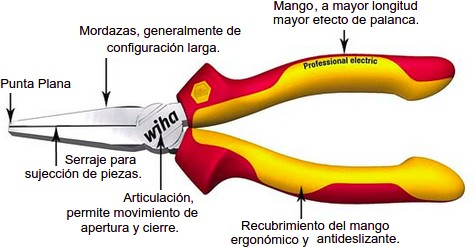 Mango, a mayor longitud
mayor efecto de palanca.
Mordazas, generalmente de
configuración larga.
Professional electric
Punta Plana
wiha
Serraje para
sujección de piezas.
Articulación,
permite movimiento de
apertura y cierre.
Recubrimiento del mango
ergonómico y antideslizante.